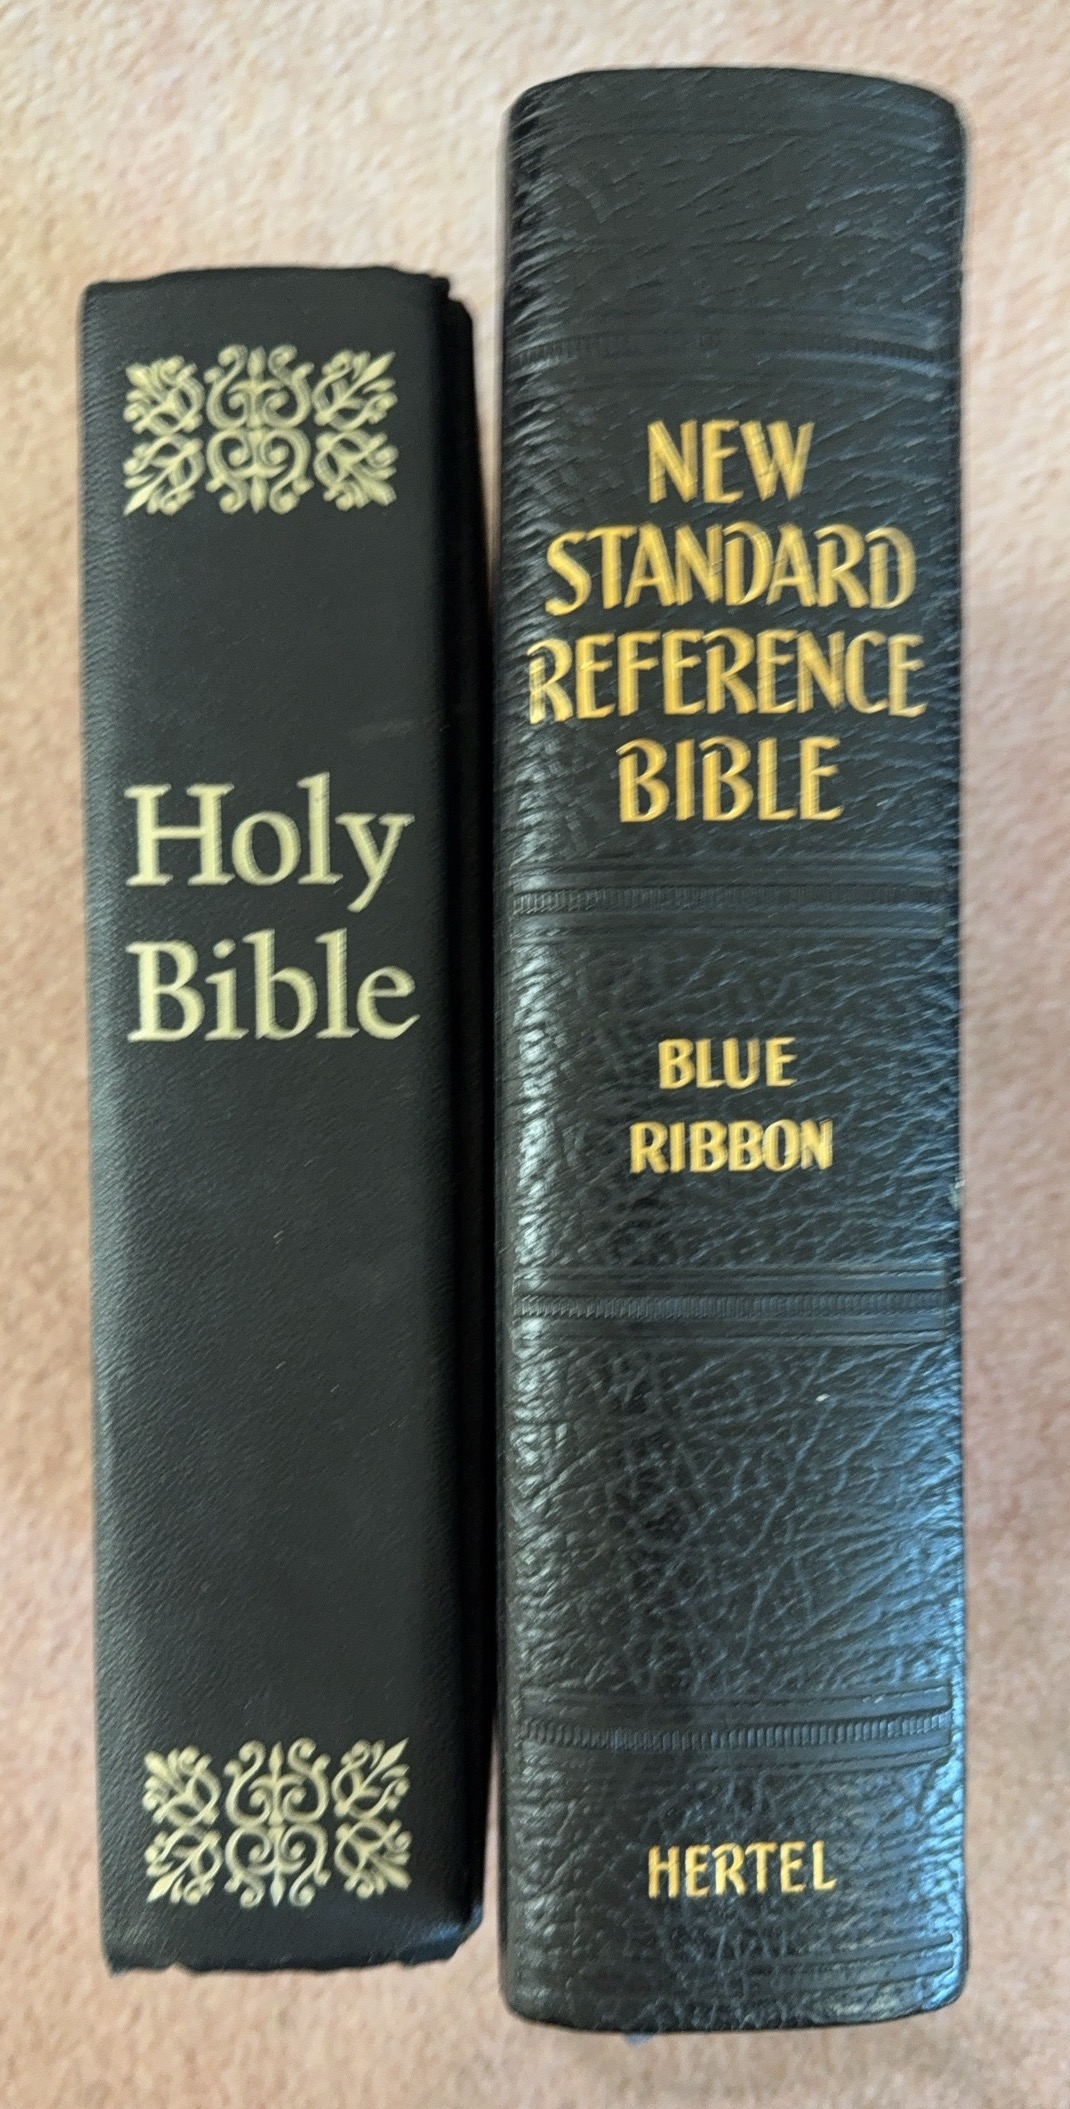 Holy
Bible
NEW
STANDARD
REFERENCE
BIBLE
BLUE
RIBBON
HERTEL